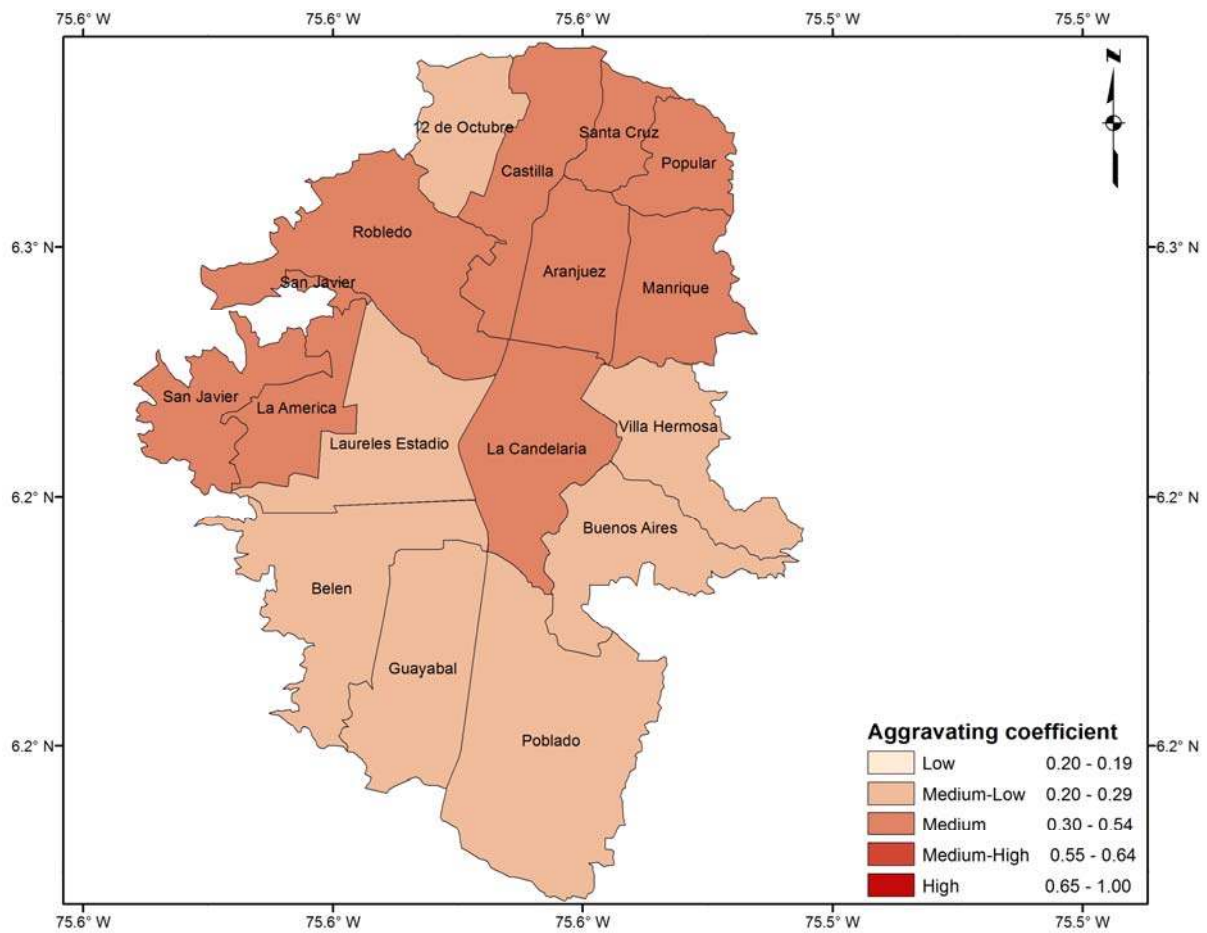 75.6° W 75.6° W 75.6° W 75.5° W 75.5° W
N
12 de Octubre
Santa Cruz
Popular
Castilla
Robledo
6.3° N 6.3° N
Aranjuez
San Javier
Manrique
San Javier
La America
Villa Hermosa
Laureles Estadio
La Candelaria
6.2° N 6.2° N
Buenos Aires
Belen
Guayabal
Poblado
6.2° N 6.2° N
Aggravating coefficient
Low 0.20 - 0.19
Medium-Low 0.20 - 0.29
Medium 0.30 - 0.54
Medium-High 0.55 - 0.64
High 0.65 - 1.00
75.6° W 75.6° W 75.6° W 75.5° W 75.5° W